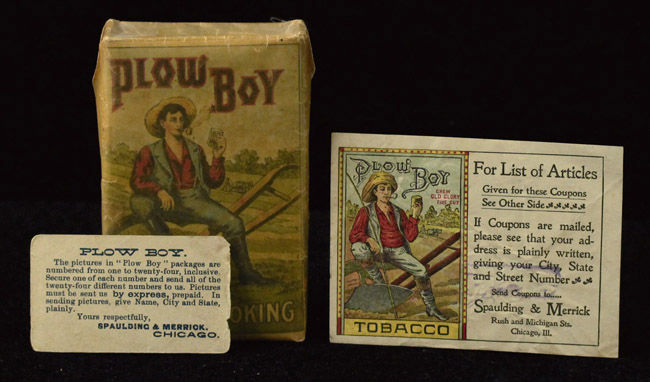 PLOW BOY
OKING
PLOW BOY.
The pictures in "Plow Boy" packages are
numbered from one to twenty-four, inclusive.
Secure one of each number and send all of the
twenty-four different numbers to us. Pictures
must be sent us by express, prepaid. In
sending pictures, give Name, City and State,
plainly.
Yours respectfully,
SPAULDING & MERRICK,
CHICAGO.
PLOW BOY
CHEW
OLD GLORY
FINE CUT
TOBACCO
For List of Articles
Given for these Coupons
See Other Side
If Coupons are mailed,
please see that your ad-
dress is plainly written,
giving your City, State
and Street Number
Send Coupons to.....
Spaulding & Merrick
Rush and Michigan Sts.
Chicago, Ill.